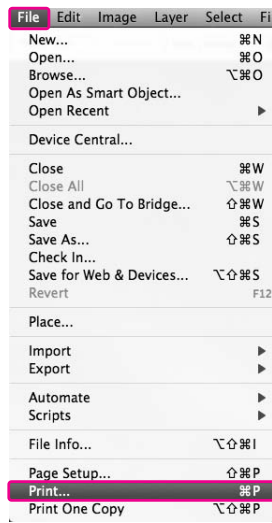 File Edit Image Layer Select Fi
New... ⌘N
Open... ⌘O
Browse... ⌥⌘O
Open As Smart Object...
Open Recent ▶
Device Central...
Close ⌘W
Close All ⌥⌘W
Close and Go To Bridge... ⇧⌘W
Save ⌘S
Save As... ⇧⌘S
Check In...
Save for Web & Devices... ⌥⇧⌘S
Revert F12
Place...
Import ▶
Export ▶
Automate ▶
Scripts ▶
File Info... ⌥⇧⌘I
Page Setup... ⇧⌘P
Print... ⌘P
Print One Copy ⌥⇧⌘P